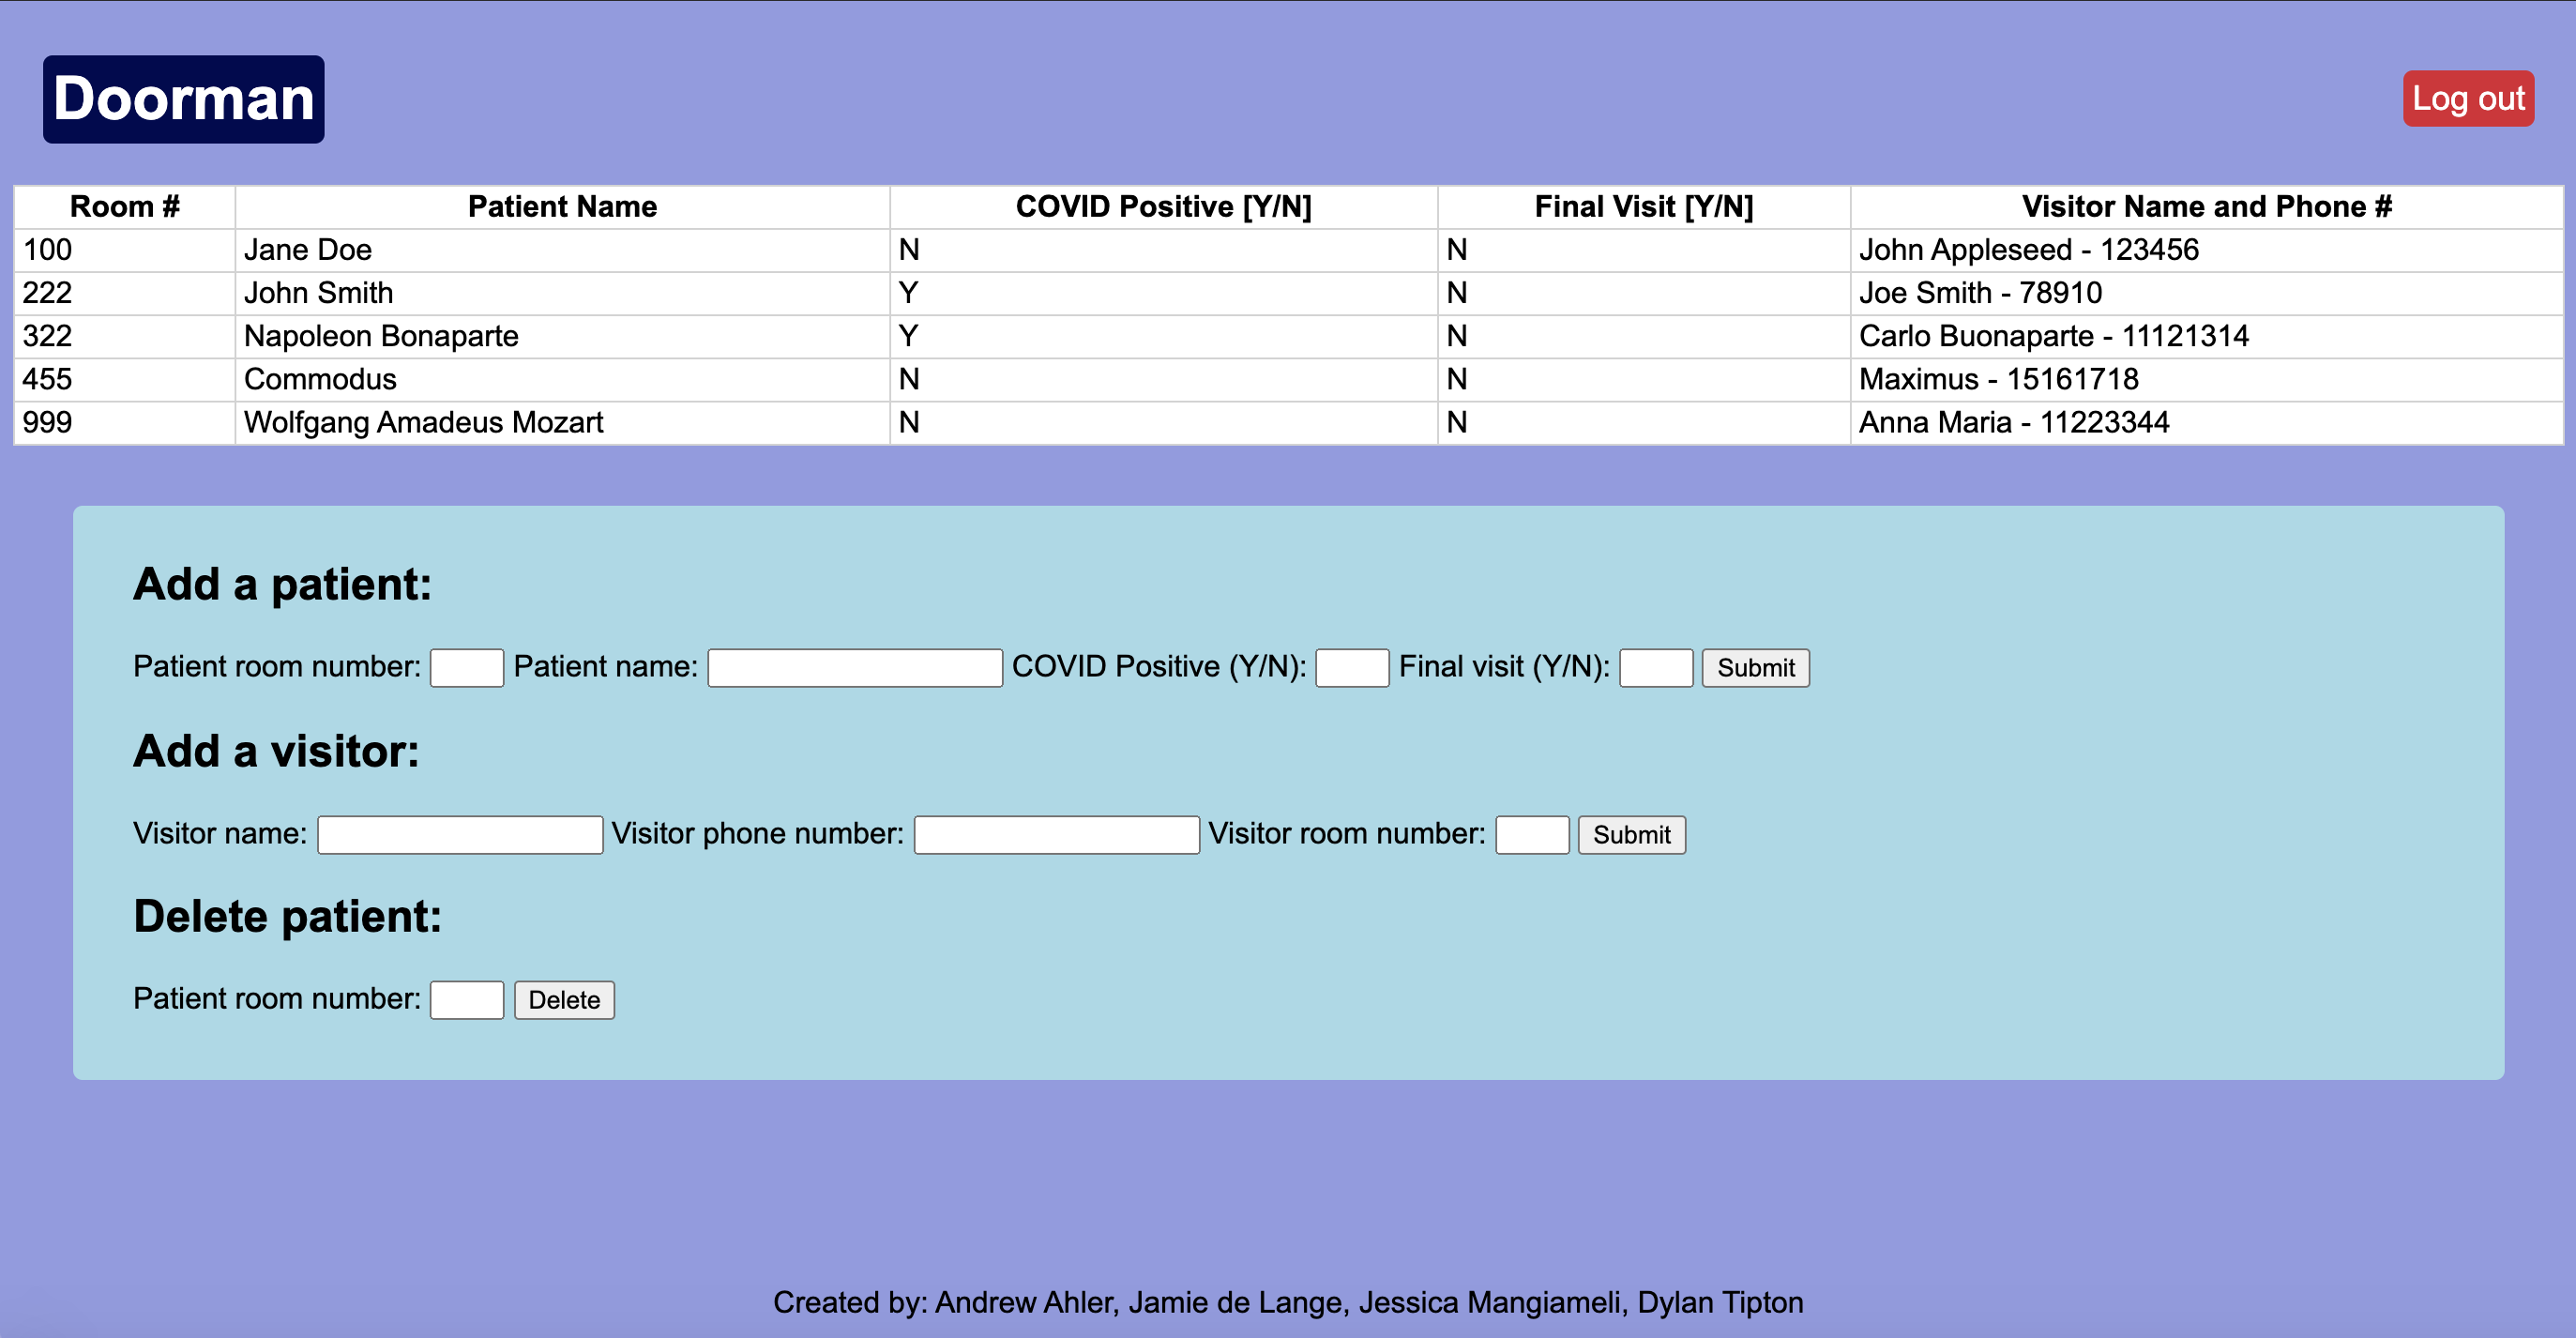 Doorman
Log out
Room # Patient Name COVID Positive [Y/N] Final Visit [Y/N] Visitor Name and Phone #
100 Jane Doe N N John Appleseed - 123456
222 John Smith Y N Joe Smith - 78910
322 Napoleon Bonaparte Y N Carlo Buonaparte - 11121314
455 Commodus N N Maximus - 15161718
999 Wolfgang Amadeus Mozart N N Anna Maria - 11223344
Add a patient:
Patient room number: Patient name: COVID Positive (Y/N): Final visit (Y/N): Submit
Add a visitor:
Visitor name: Visitor phone number: Visitor room number: Submit
Delete patient:
Patient room number: Delete
Created by: Andrew Ahler, Jamie de Lange, Jessica Mangiameli, Dylan Tipton